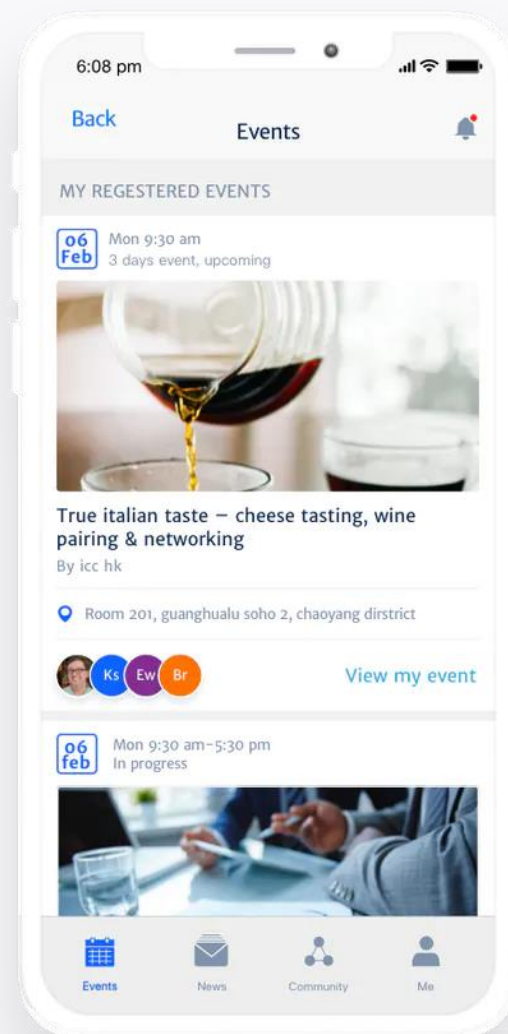 6:08 pm
Back
Events
MY REGESTERED EVENTS
06
Feb
Mon 9:30 am
3 days event, upcoming
True italian taste – cheese tasting, wine
pairing & networking
By icc hk
Room 201, guanghualu soho 2, chaoyang dirstrict
Ks
Ew
Br
View my event
06
feb
Mon 9:30 am-5:30 pm
In progress
Events
News
Community
Me